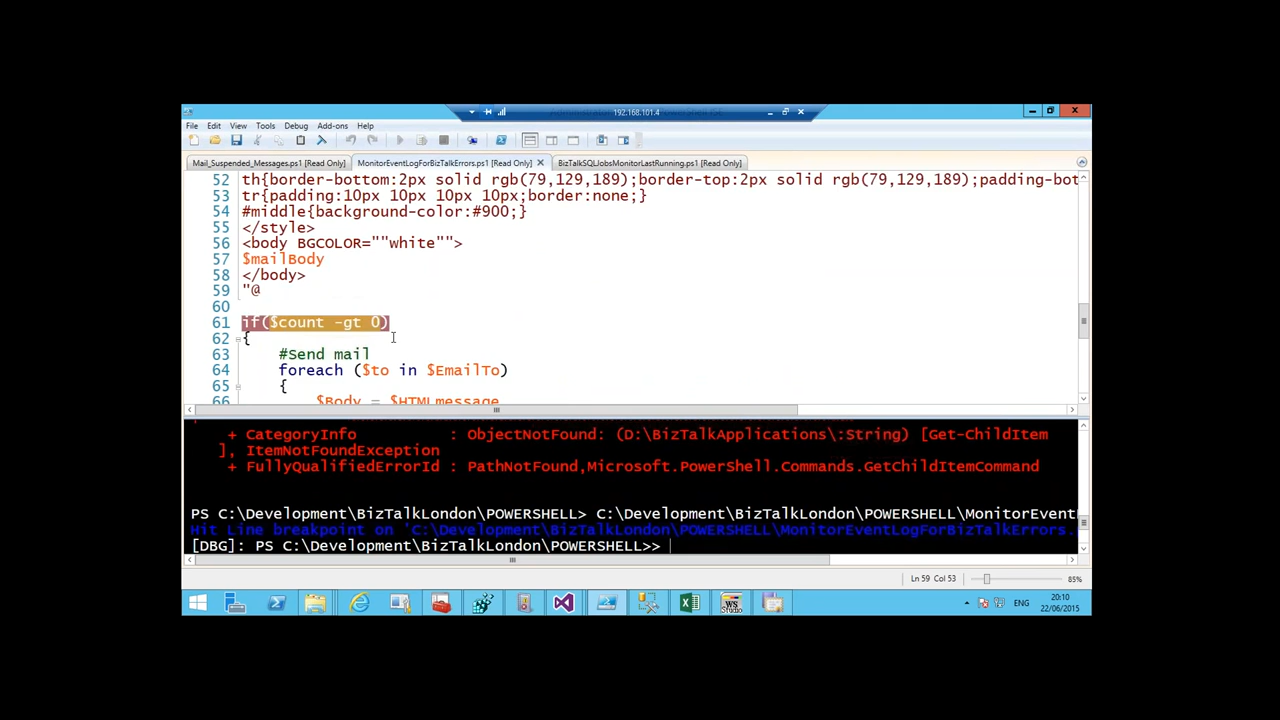 192.168.101.4
File Edit View Tools Debug Add-ons Help
Mail_Suspended_Messages.ps1 [Read Only] MonitorEventLogForBizTalkErrors.ps1 [Read Only] BizTalkSQLJobsMonitorLastRunning.ps1 [Read Only]
52 th{border-bottom:2px solid rgb(79,129,189);border-top:2px solid rgb(79,129,189);padding-bot
53 tr{padding:10px 10px 10px 10px;border:none;}
54 #middle{background-color:#900;}
55 </style>
56 <body BGCOLOR=""white"">
57 $mailBody
58 </body>
59 "@
60
61 if($count -gt 0)
62 {
63 #Send mail
64 foreach ($to in $EmailTo)
65 {
66 $Body = $HTMLmessage
+ CategoryInfo : ObjectNotFound: (D:\BizTalkApplications\:String) [Get-ChildItem
], ItemNotFoundException
+ FullyQualifiedErrorId : PathNotFound,Microsoft.PowerShell.Commands.GetChildItemCommand
PS C:\Development\BizTalkLondon\POWERSHELL> C:\Development\BizTalkLondon\POWERSHELL\MonitorEvent
Hit Line breakpoint on 'C:\Development\BizTalkLondon\POWERSHELL\MonitorEventLogForBizTalkErrors.
[DBG]: PS C:\Development\BizTalkLondon\POWERSHELL>>
Ln 59 Col 53 85%
WS Studio
ENG
20:10
22/06/2015